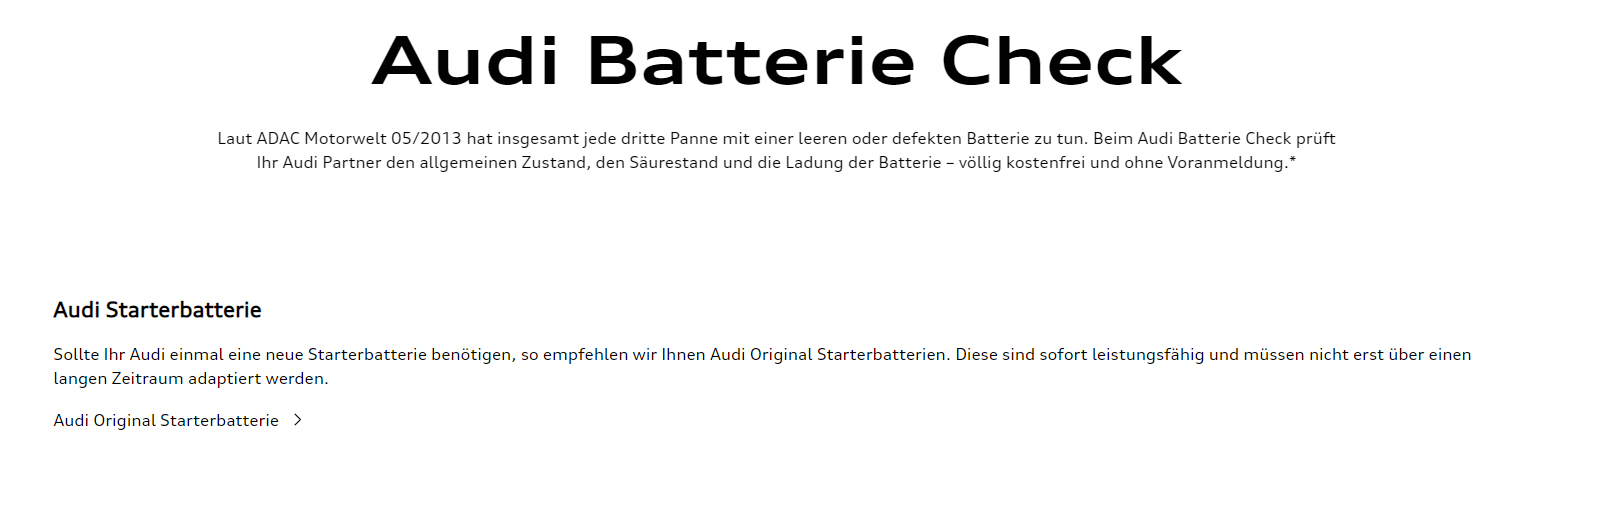 Audi Batterie Check
Laut ADAC Motorwelt 05/2013 hat insgesamt jede dritte Panne mit einer leeren oder defekten Batterie zu tun. Beim Audi Batterie Check prüft
Ihr Audi Partner den allgemeinen Zustand, den Säurestand und die Ladung der Batterie – völlig kostenfrei und ohne Voranmeldung.*
Audi Starterbatterie
Sollte Ihr Audi einmal eine neue Starterbatterie benötigen, so empfehlen wir Ihnen Audi Original Starterbatterien. Diese sind sofort leistungsfähig und müssen nicht erst über einen
langen Zeitraum adaptiert werden.
Audi Original Starterbatterie